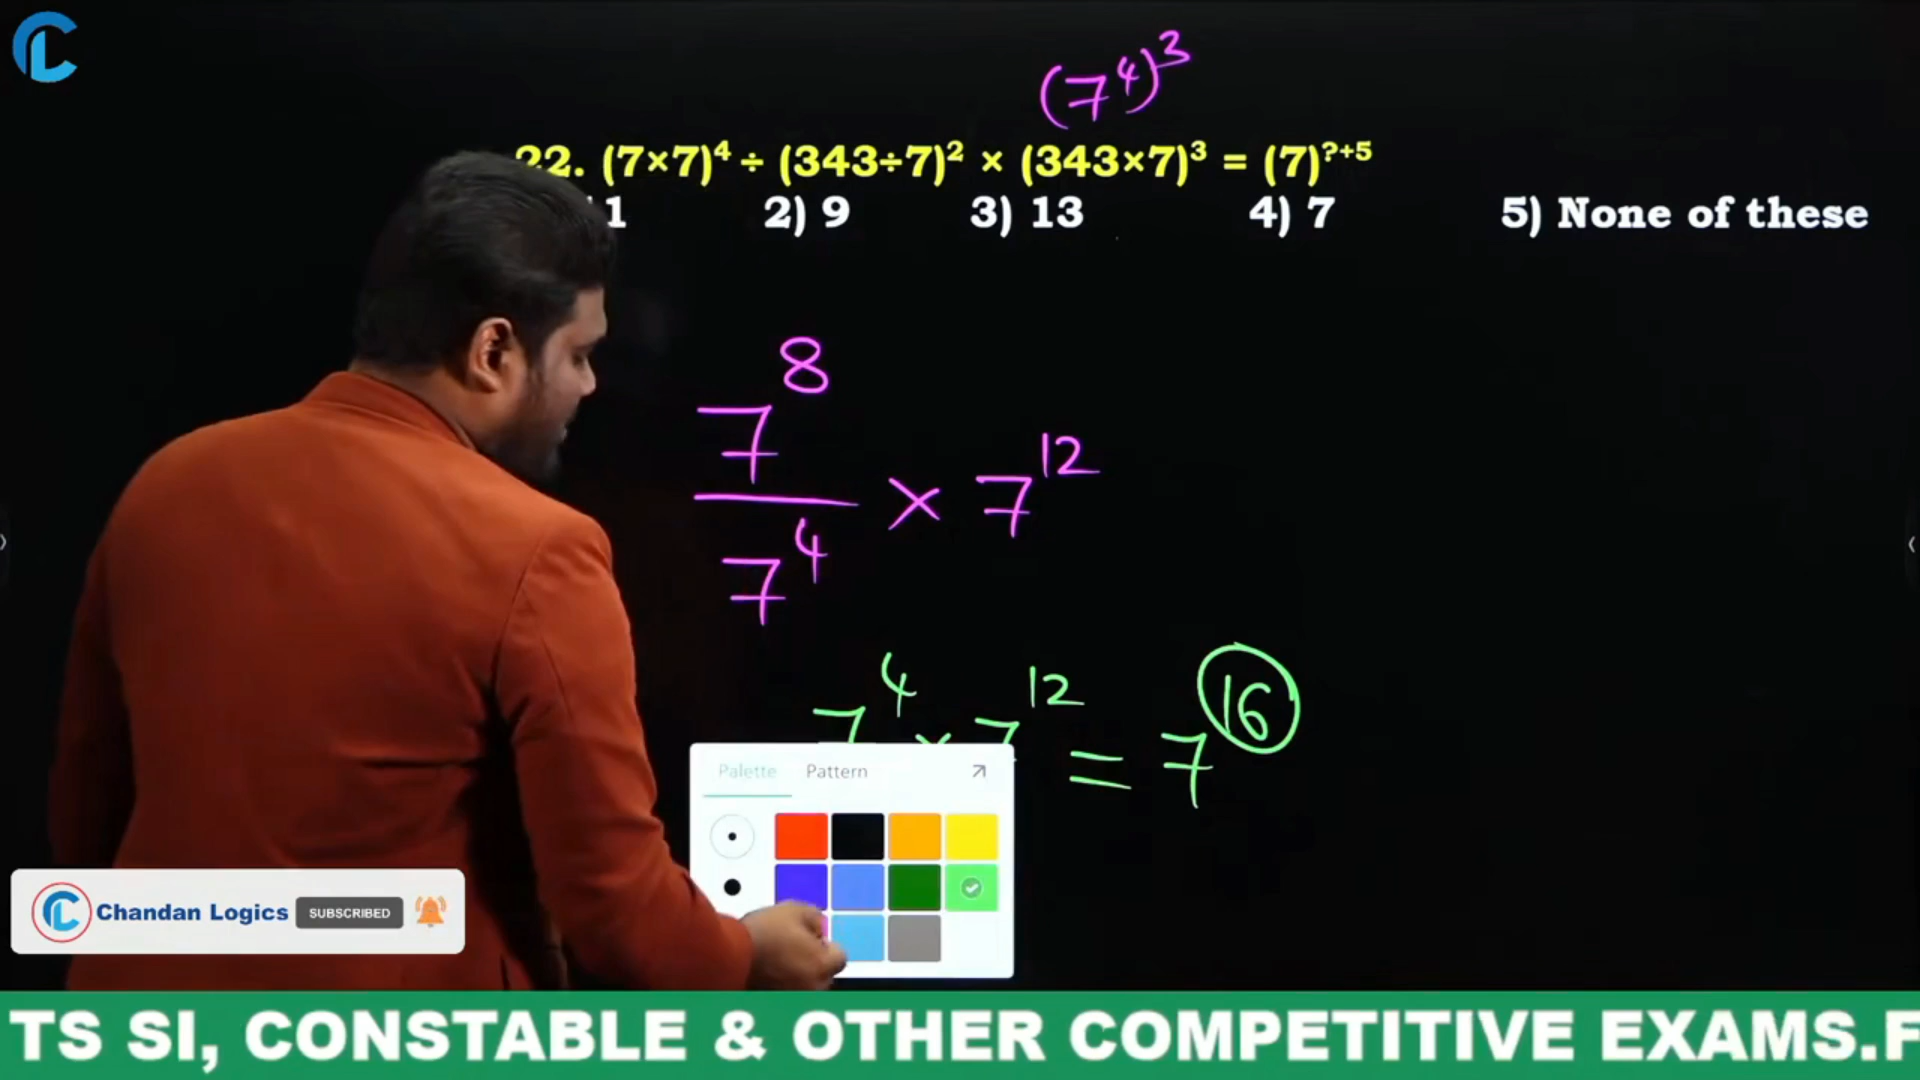 (7⁴)³
22. (7×7)⁴ ÷ (343÷7)² × (343×7)³ = (7)^?+5
1 2) 9 3) 13 4) 7 5) None of these
7⁸
× 7¹²
7⁴
7⁴ × 7¹² = 7¹⁶
Palette Pattern
Chandan Logics SUBSCRIBED
TS SI, CONSTABLE & OTHER COMPETITIVE EXAMS.F